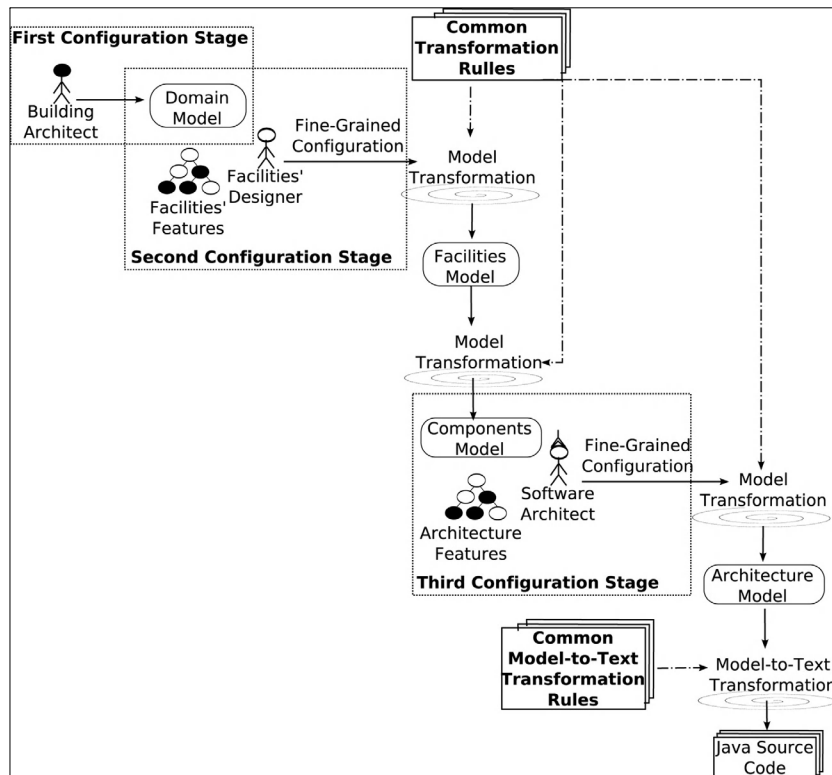 First Configuration Stage
Building
Architect
Domain
Model
Common
Transformation
Rulles
Fine-Grained
Configuration
Facilities'
Designer
Facilities'
Features
Second Configuration Stage
Model
Transformation
Facilities
Model
Model
Transformation
Components
Model
Fine-Grained
Configuration
Software
Architect
Architecture
Features
Third Configuration Stage
Model
Transformation
Architecture
Model
Common
Model-to-Text
Transformation
Rules
Model-to-Text
Transformation
Java Source
Code